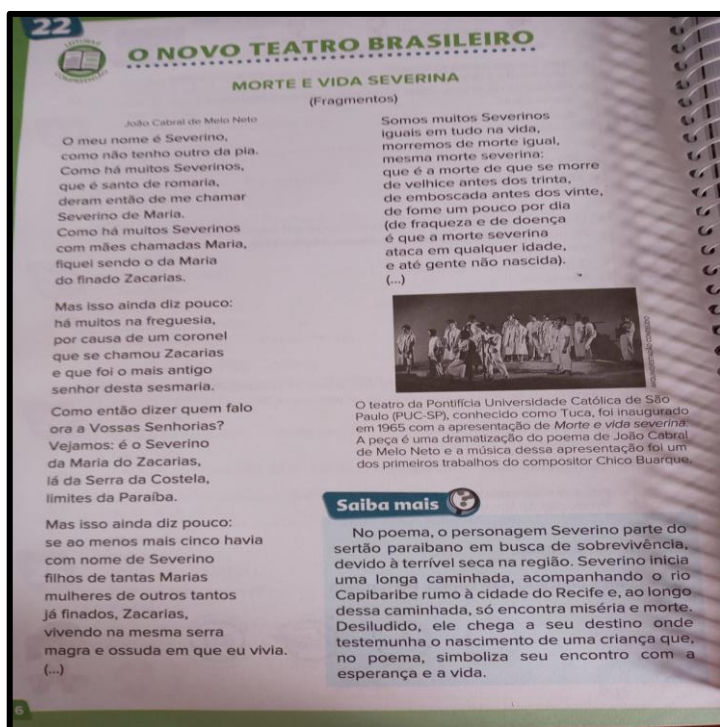 22
LEITURA E
COMPREENSÃO
O NOVO TEATRO BRASILEIRO
MORTE E VIDA SEVERINA
(Fragmentos)
João Cabral de Melo Neto
O meu nome é Severino,
como não tenho outro da pia.
Como há muitos Severinos,
que é santo de romaria,
deram então de me chamar
Severino de Maria.
Como há muitos Severinos
com mães chamadas Maria,
fiquei sendo o da Maria
do finado Zacarias.
Mas isso ainda diz pouco:
há muitos na freguesia,
por causa de um coronel
que se chamou Zacarias
e que foi o mais antigo
senhor desta sesmaria.
Como então dizer quem falo
ora a Vossas Senhorias?
Vejamos: é o Severino
da Maria do Zacarias,
lá da Serra da Costela,
limites da Paraíba.
Mas isso ainda diz pouco:
se ao menos mais cinco havia
com nome de Severino
filhos de tantas Marias
mulheres de outros tantos
já finados, Zacarias,
vivendo na mesma serra
magra e ossuda em que eu vivia.
(...)
Somos muitos Severinos
iguais em tudo na vida,
morremos de morte igual,
mesma morte severina:
que é a morte de que se morre
de velhice antes dos trinta,
de emboscada antes dos vinte,
de fome um pouco por dia
(de fraqueza e de doença
é que a morte severina
ataca em qualquer idade,
e até gente não nascida).
(...)
O teatro da Pontifícia Universidade Católica de São
Paulo (PUC-SP), conhecido como Tuca, foi inaugurado
em 1965 com a apresentação de Morte e vida severina.
A peça é uma dramatização do poema de João Cabral
de Melo Neto e a música dessa apresentação foi um
dos primeiros trabalhos do compositor Chico Buarque.
Saiba mais ?
No poema, o personagem Severino parte do
sertão paraibano em busca de sobrevivência,
devido à terrível seca na região. Severino inicia
uma longa caminhada, acompanhando o rio
Capibaribe rumo à cidade do Recife e, ao longo
dessa caminhada, só encontra miséria e morte.
Desiludido, ele chega a seu destino onde
testemunha o nascimento de uma criança que,
no poema, simboliza seu encontro com a
esperança e a vida.
6